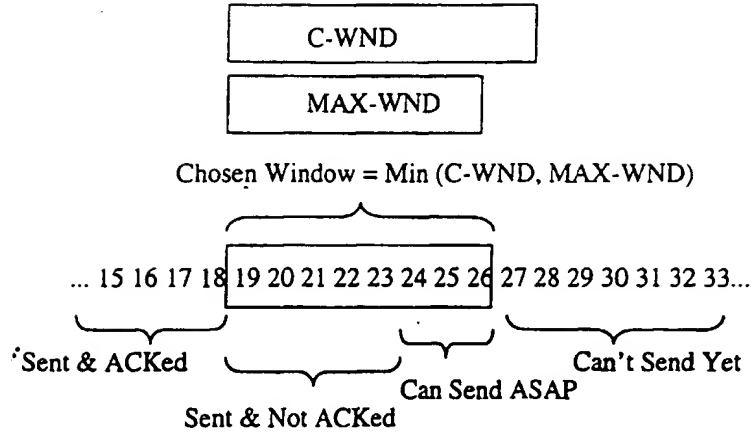 C-WND
MAX-WND
Chosen Window = Min (C-WND, MAX-WND)
... 15 16 17 18 19 20 21 22 23 24 25 26 27 28 29 30 31 32 33...
Sent & ACKed
Can't Send Yet
Can Send ASAP
Sent & Not ACKed